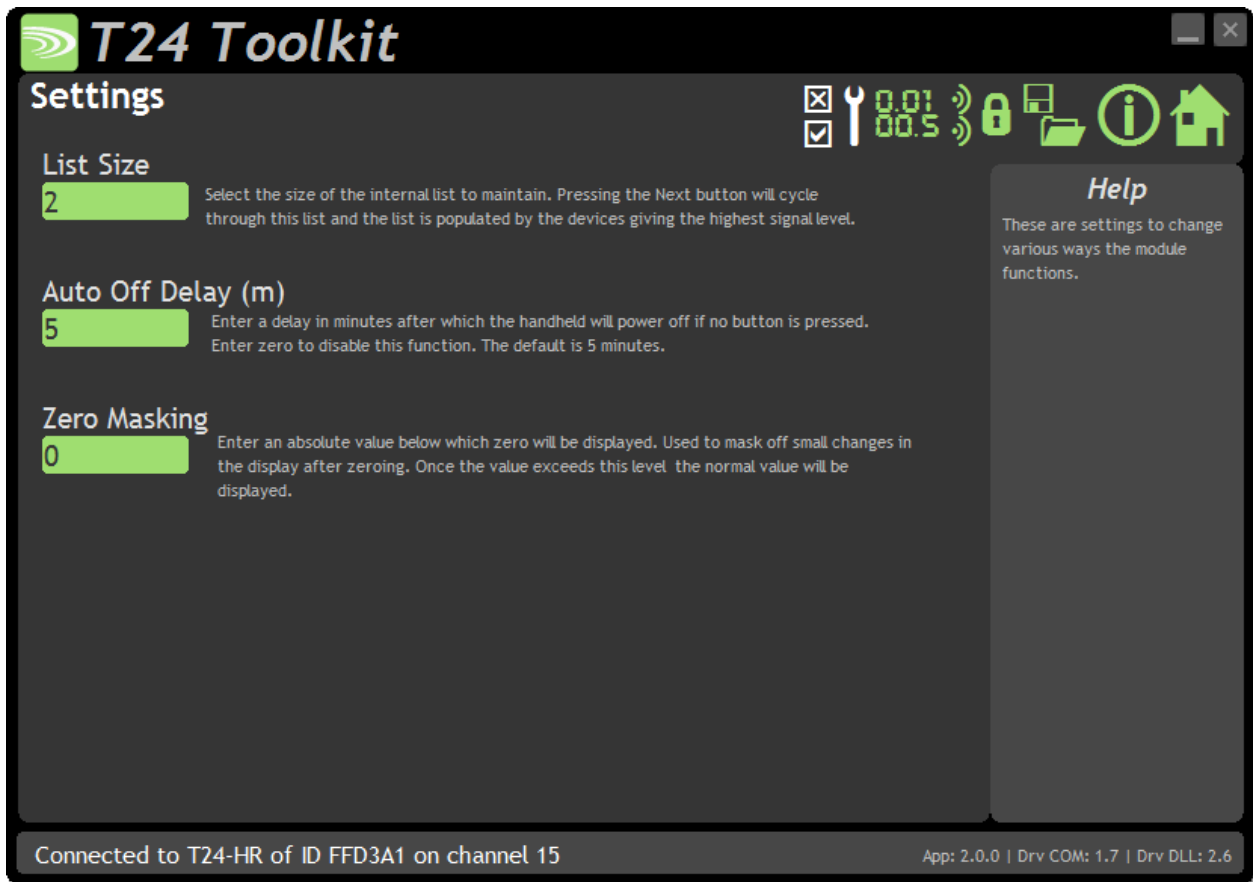 T24 Toolkit
Settings
0.01
00.5
List Size
2
Select the size of the internal list to maintain. Pressing the Next button will cycle
through this list and the list is populated by the devices giving the highest signal level.
Auto Off Delay (m)
5
Enter a delay in minutes after which the handheld will power off if no button is pressed.
Enter zero to disable this function. The default is 5 minutes.
Zero Masking
0
Enter an absolute value below which zero will be displayed. Used to mask off small changes in
the display after zeroing. Once the value exceeds this level  the normal value will be
displayed.
Help
These are settings to change
various ways the module
functions.
Connected to T24-HR of ID FFD3A1 on channel 15
App: 2.0.0 | Drv COM: 1.7 | Drv DLL: 2.6